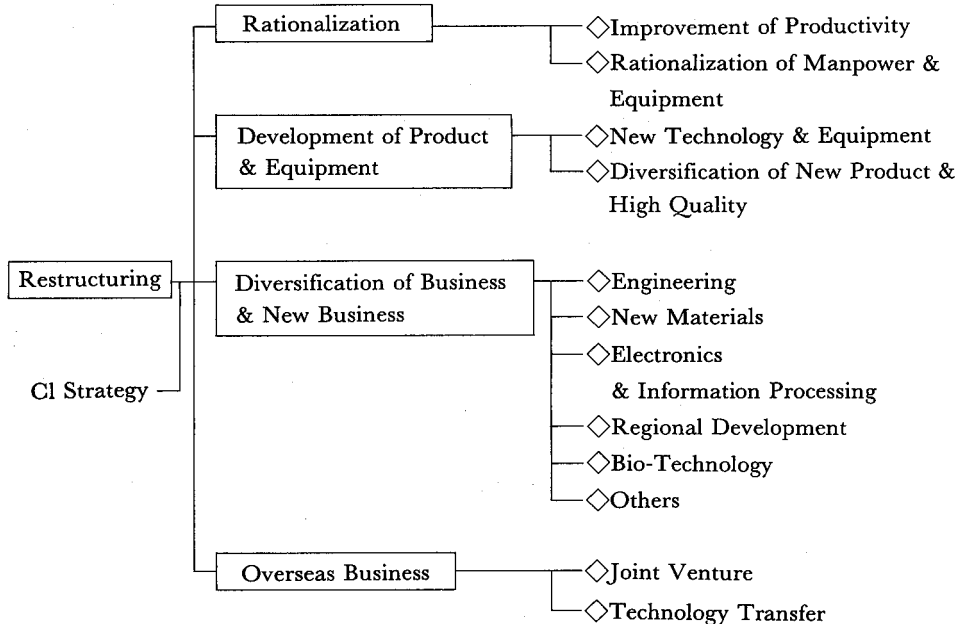 Rationalization
Improvement of Productivity
Rationalization of Manpower &
Equipment
Development of Product
& Equipment
New Technology & Equipment
Diversification of New Product &
High Quality
Restructuring
Cl Strategy
Diversification of Business
& New Business
Engineering
New Materials
Electronics
& Information Processing
Regional Development
Bio-Technology
Others
Overseas Business
Joint Venture
Technology Transfer